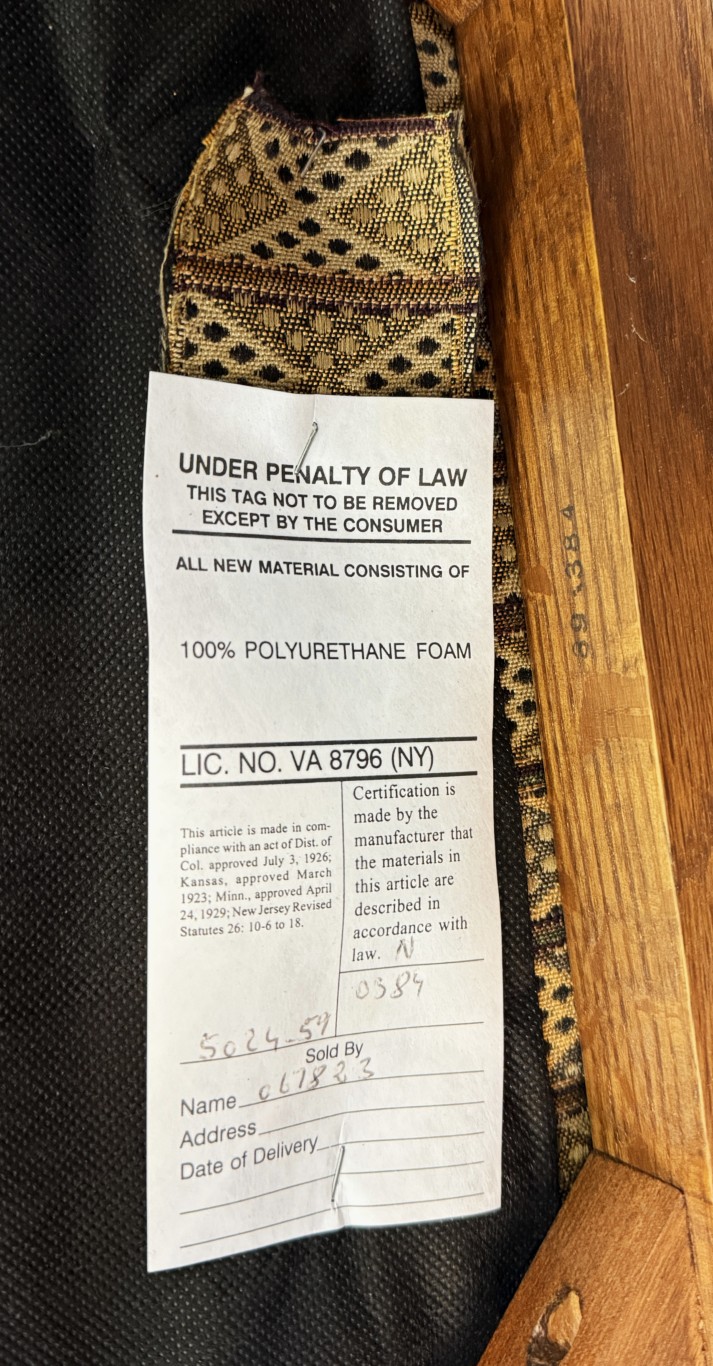 UNDER PENALTY OF LAW
THIS TAG NOT TO BE REMOVED
EXCEPT BY THE CONSUMER
ALL NEW MATERIAL CONSISTING OF
100% POLYURETHANE FOAM
LIC. NO. VA 8796 (NY)
This article is made in com-
pliance with an act of Dist. of
Col. approved July 3, 1926;
Kansas, approved March
1923; Minn., approved April
24, 1929; New Jersey Revised
Statutes 26: 10-6 to 18.
Certification is
made by the
manufacturer that
the materials in
this article are
described in
accordance with
law. N
0384
5024-59
Sold By
Name 067823
Address
Date of Delivery